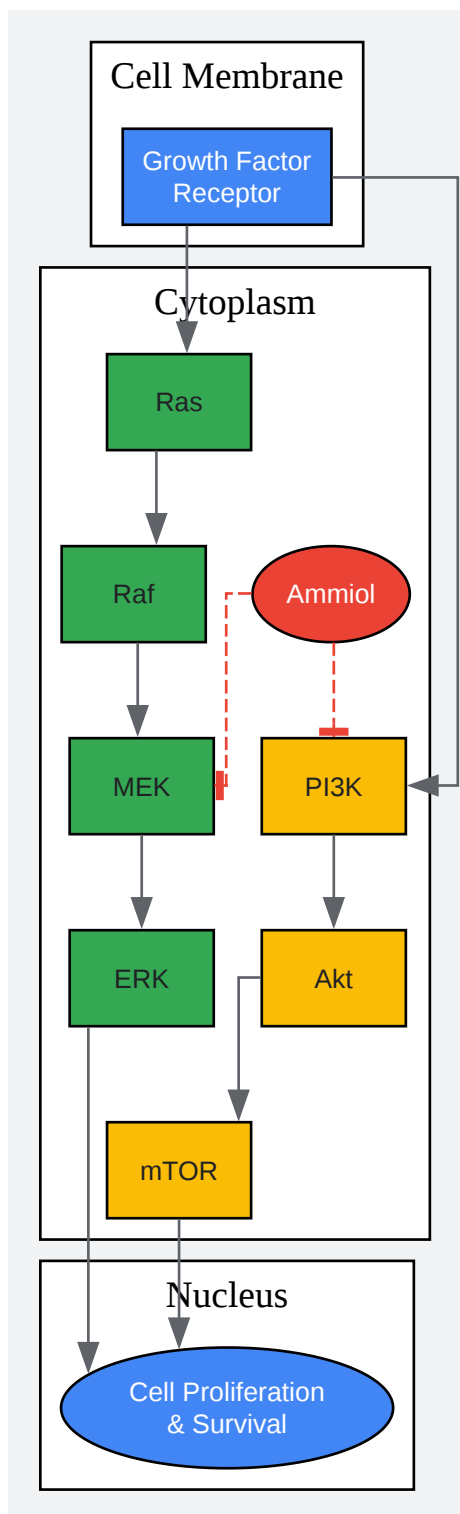 Cell Membrane
Growth Factor
Receptor
Cytoplasm
Ras
Raf
Ammiol
MEK
PI3K
ERK
Akt
mTOR
Nucleus
Cell Proliferation
& Survival